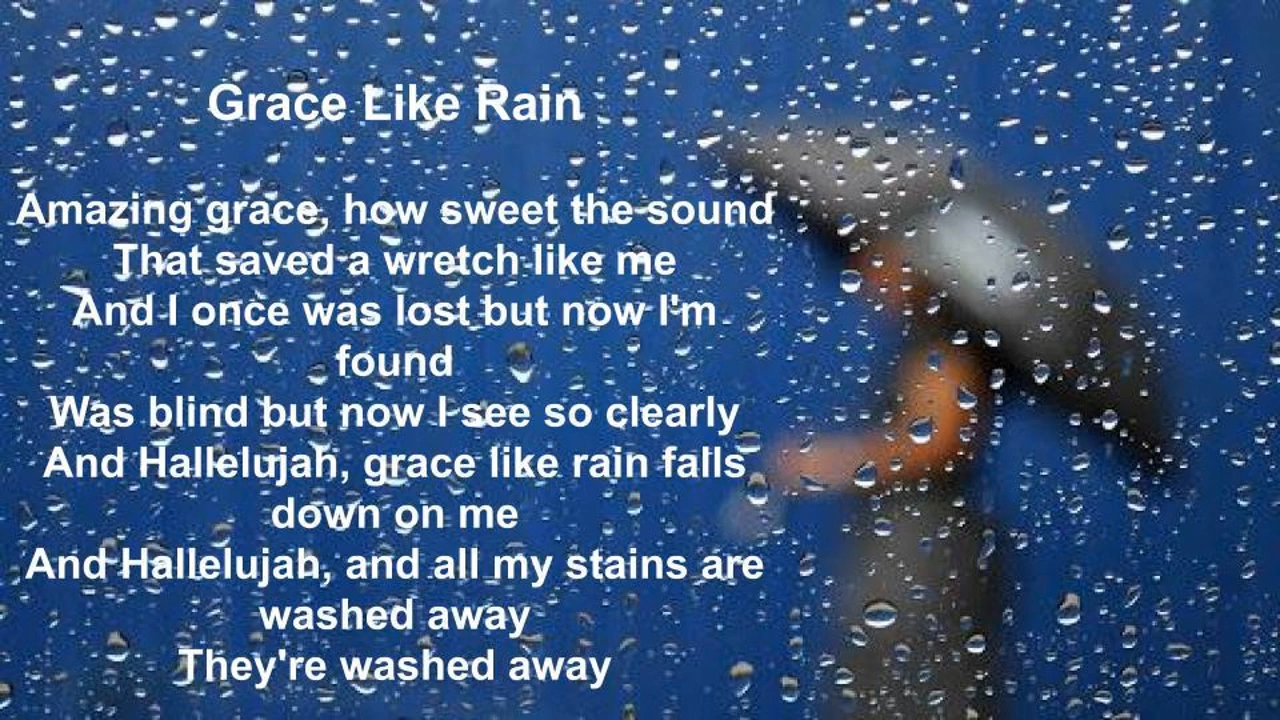 Grace Like Rain
Amazing grace, how sweet the sound
That saved a wretch like me
And I once was lost but now I'm
found
Was blind but now I see so clearly
And Hallelujah, grace like rain falls
down on me
And Hallelujah, and all my stains are
washed away
They're washed away